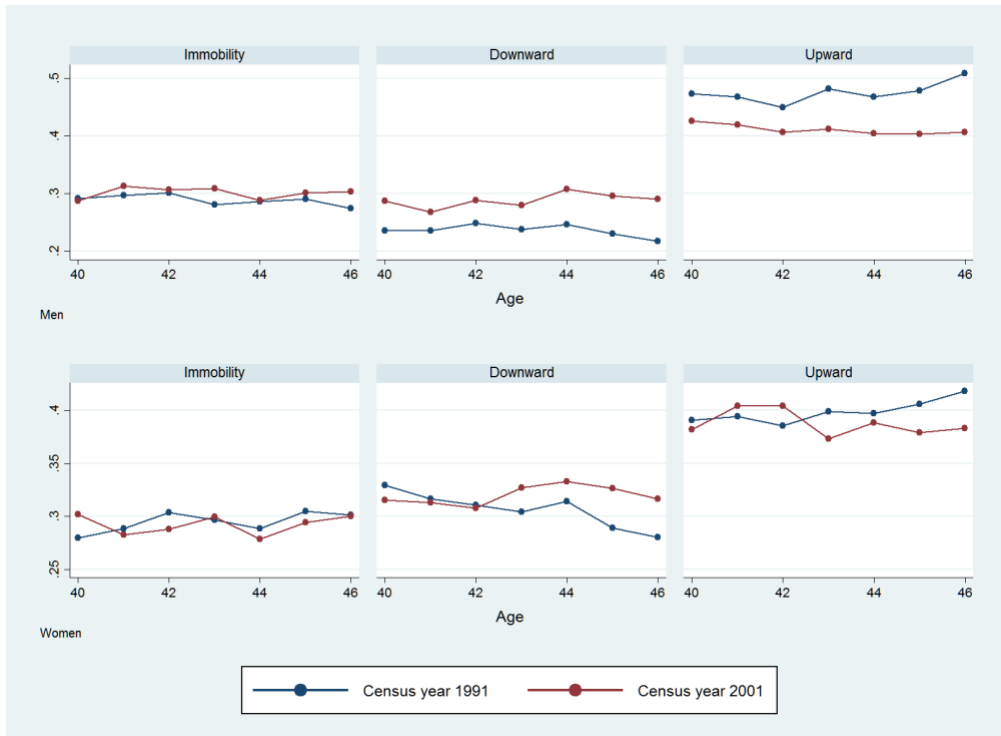 Immobility Downward Upward
.5
.4
.3
.2
40 42 44 46 40 42 44 46 40 42 44 46
Age
Men
Immobility Downward Upward
.4
.35
.3
.25
40 42 44 46 40 42 44 46 40 42 44 46
Age
Women
Census year 1991 Census year 2001